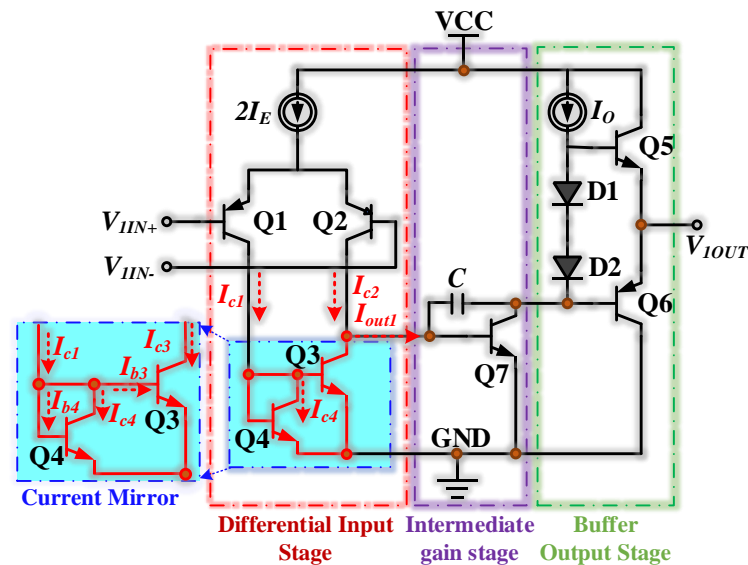 VCC
2I_E
I_O
Q5
D1
V_1IN+
Q1
Q2
V_1OUT
V_1IN-
D2
I_c1
I_c2
C
Q6
I_out1
I_c1
I_c3
Q3
Q7
I_b3
I_b4
I_c4
Q3
I_c4
Q4
Q4
GND
Current Mirror
Differential Input
Stage
Intermediate
gain stage
Buffer
Output Stage